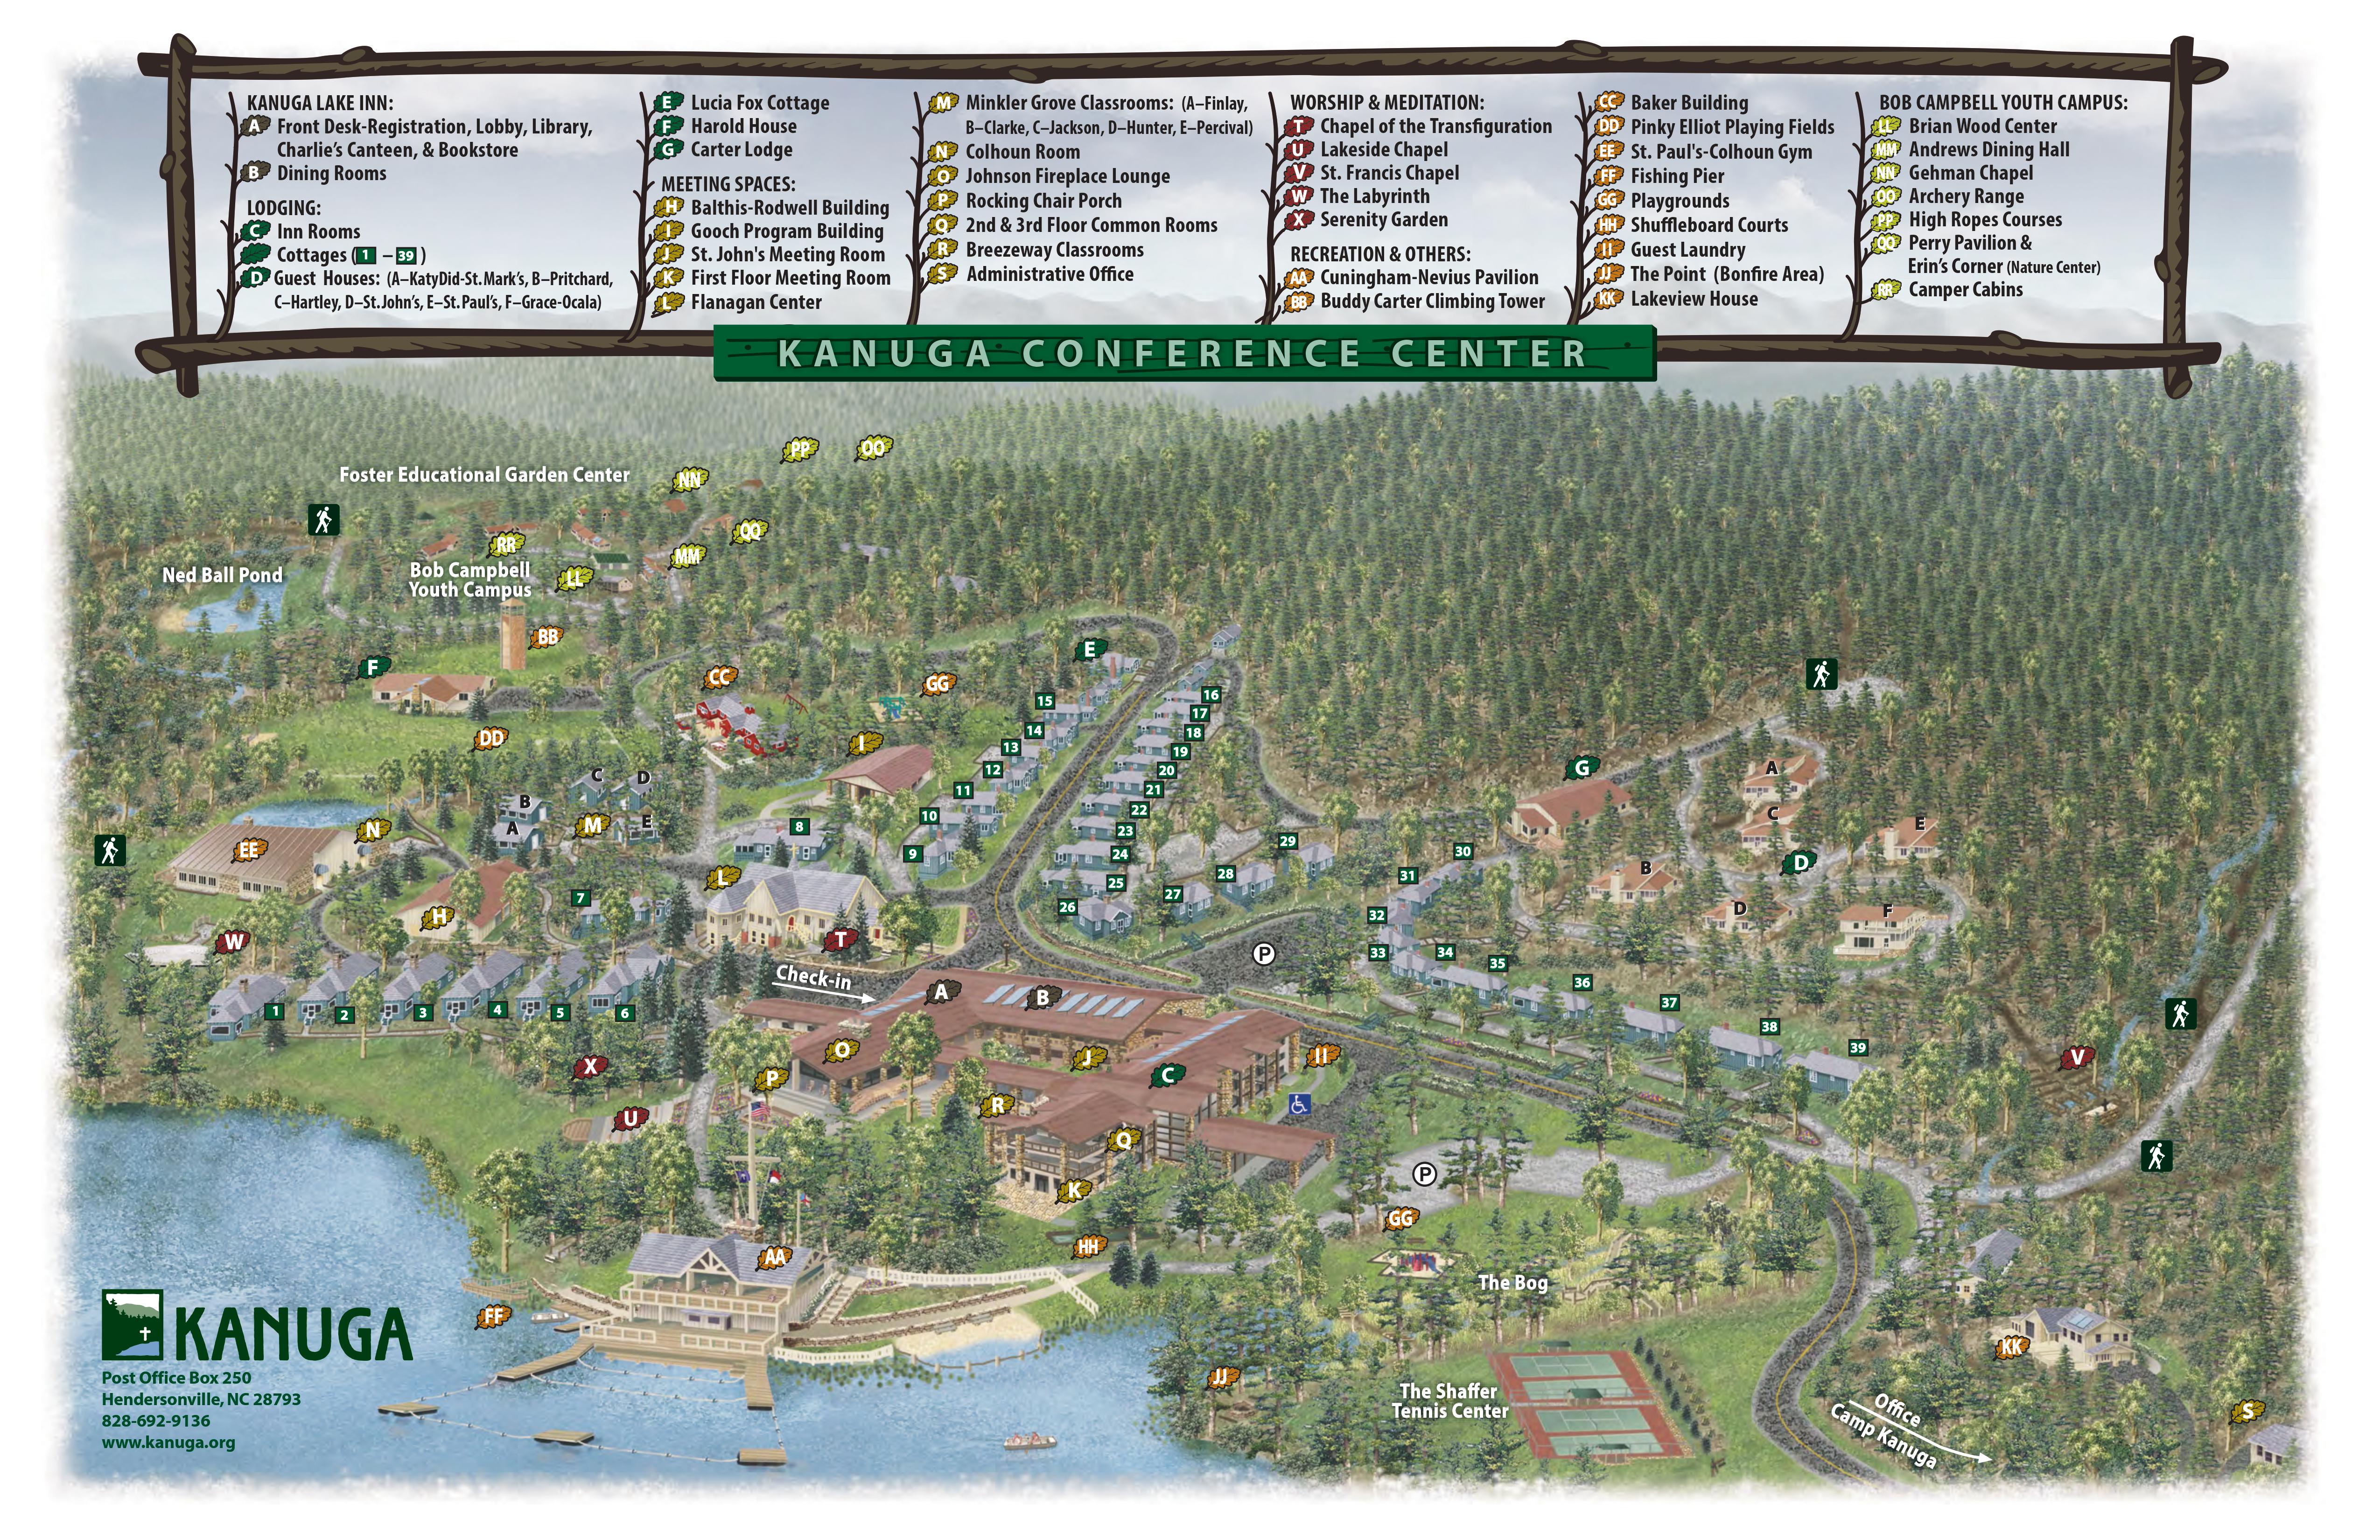 KANUGA LAKE INN:
A Front Desk-Registration, Lobby, Library,
Charlie's Canteen, & Bookstore
B Dining Rooms
LODGING:
C Inn Rooms
Cottages (1 – 39)
D Guest Houses: (A–KatyDid-St.Mark's, B–Pritchard,
C–Hartley, D–St.John's, E–St.Paul's, F–Grace-Ocala)
E Lucia Fox Cottage
F Harold House
G Carter Lodge
MEETING SPACES:
H Balthis-Rodwell Building
I Gooch Program Building
J St. John's Meeting Room
K First Floor Meeting Room
L Flanagan Center
M Minkler Grove Classrooms: (A–Finlay,
B–Clarke, C–Jackson, D–Hunter, E–Percival)
N Colhoun Room
O Johnson Fireplace Lounge
P Rocking Chair Porch
Q 2nd & 3rd Floor Common Rooms
R Breezeway Classrooms
S Administrative Office
WORSHIP & MEDITATION:
T Chapel of the Transfiguration
U Lakeside Chapel
V St. Francis Chapel
W The Labyrinth
X Serenity Garden
RECREATION & OTHERS:
AA Cuningham-Nevius Pavilion
BB Buddy Carter Climbing Tower
CC Baker Building
DD Pinky Elliot Playing Fields
EE St. Paul's-Colhoun Gym
FF Fishing Pier
GG Playgrounds
HH Shuffleboard Courts
II Guest Laundry
JJ The Point (Bonfire Area)
KK Lakeview House
BOB CAMPBELL YOUTH CAMPUS:
LL Brian Wood Center
MM Andrews Dining Hall
NN Gehman Chapel
OO Archery Range
PP High Ropes Courses
QQ Perry Pavilion &
Erin's Corner (Nature Center)
RR Camper Cabins
KANUGA CONFERENCE CENTER
PP
OO
Foster Educational Garden Center
NN
QQ
RR
MM
Ned Ball Pond
Bob Campbell
Youth Campus
LL
BB
E
F
CC
GG
15
16
17
14
18
DD
I
13
19
12
20
G
A
C
D
11
21
B
22
10
C
A
M
E
8
23
E
N
EE
9
24
29
30
D
L
25
28
31
B
7
26
27
32
D
F
H
W
T
33
34
P
35
Check-in
36
A
B
37
1
2
3
4
5
6
38
V
39
O
J
II
X
P
C
R
U
Q
P
K
GG
HH
AA
The Bog
FF
KK
JJ
The Shaffer
Tennis Center
Office
Camp Kanuga
S
KANUGA
Post Office Box 250
Hendersonville, NC 28793
828-692-9136
www.kanuga.org